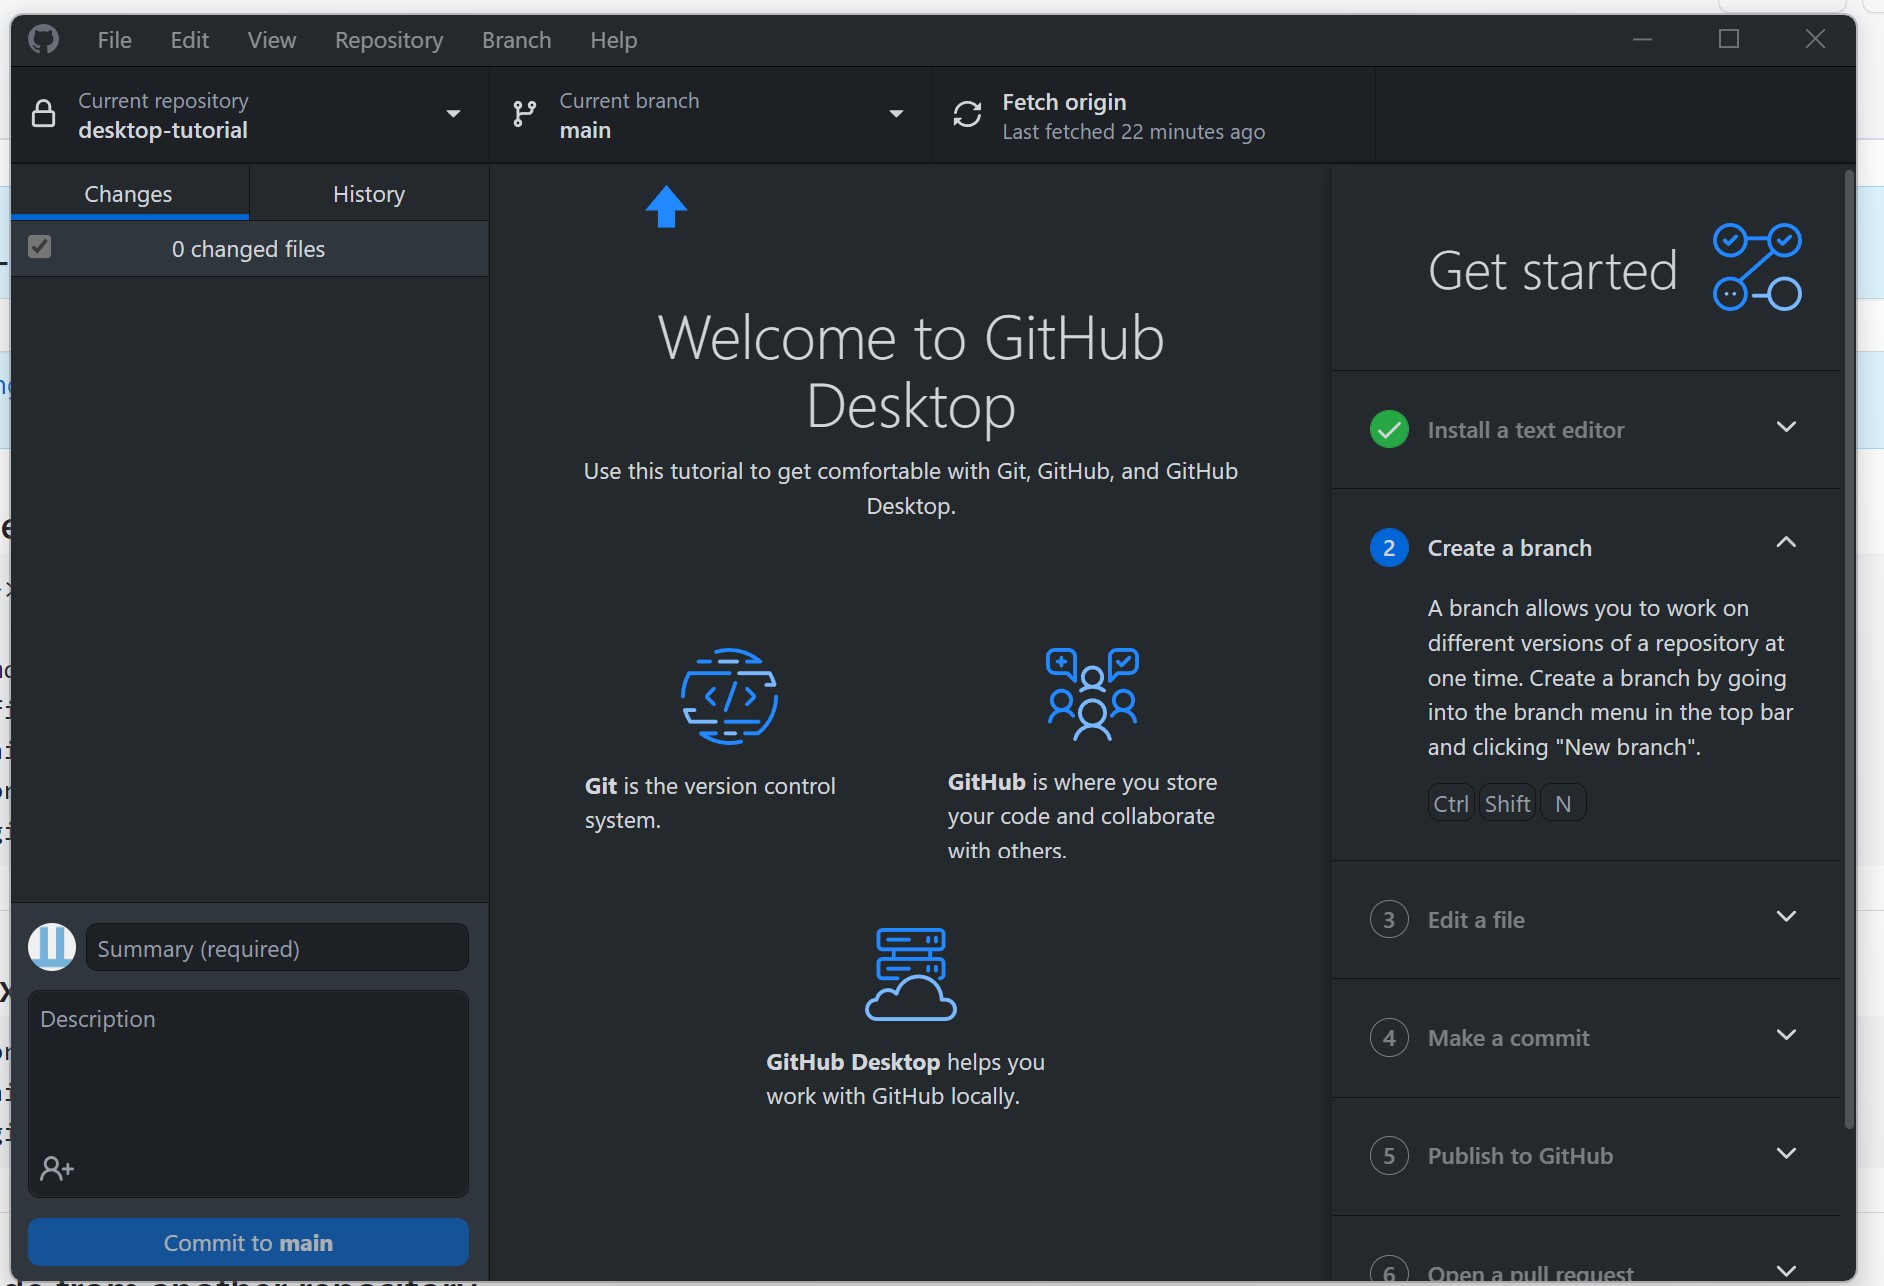 File Edit View Repository Branch Help
Current repository
desktop-tutorial
Current branch
main
Fetch origin
Last fetched 22 minutes ago
Changes
History
0 changed files
Summary (required)
Description
Commit to main
Welcome to GitHub
Desktop
Use this tutorial to get comfortable with Git, GitHub, and GitHub
Desktop.
Git is the version control
system.
GitHub is where you store
your code and collaborate
with others.
GitHub Desktop helps you
work with GitHub locally.
Get started
Install a text editor
2 Create a branch
A branch allows you to work on
different versions of a repository at
one time. Create a branch by going
into the branch menu in the top bar
and clicking "New branch".
Ctrl Shift N
3 Edit a file
4 Make a commit
5 Publish to GitHub
6 Open a pull request
from another repository